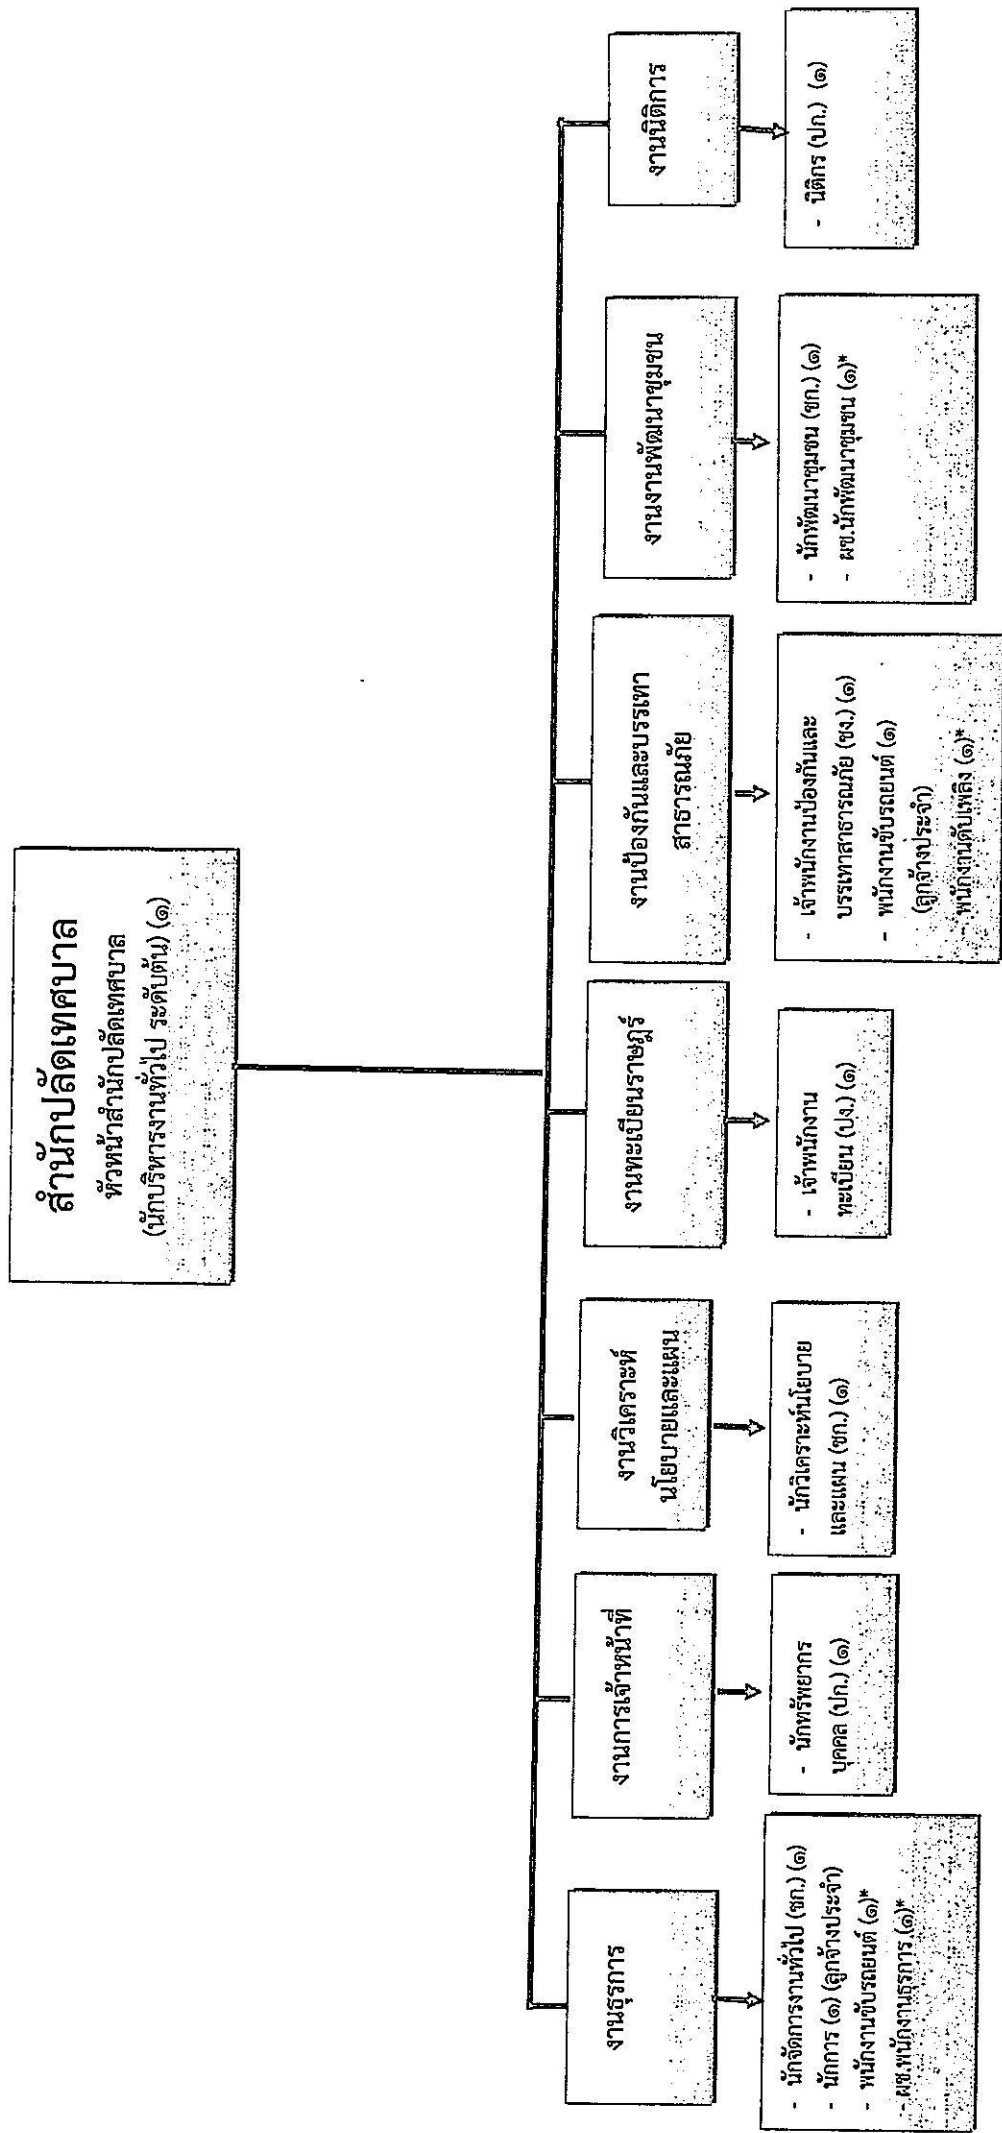 สำนักปลัดเทศบาล
หัวหน้าสำนักปลัดเทศบาล
(นักบริหารงานทั่วไป ระดับต้น) (๑)
งานธุรการ
งานการเจ้าหน้าที่
งานวิเคราะห์
นโยบายและแผน
งานทะเบียนราษฎร์
งานป้องกันและบรรเทา
สาธารณภัย
งานงานพัฒนาชุมชน
งานนิติการ
- นักจัดการงานทั่วไป (ชก.) (๑)
- นักการ (๑) (ลูกจ้างประจำ)
- พนักงานขับรถยนต์ (๑)*
- ผช.พนักงานธุรการ (๑)*
- นักทรัพยากร
บุคคล (ปก.) (๑)
- นักวิเคราะห์นโยบาย
และแผน (ชก.) (๑)
- เจ้าพนักงาน
ทะเบียน (ปง.) (๑)
- เจ้าพนักงานป้องกันและ
บรรเทาสาธารณภัย (ชง.) (๑)
- พนักงานขับรถยนต์ (๑)
(ลูกจ้างประจำ)
- พนักงานดับเพลิง (๑)*
- นักพัฒนาชุมชน (ชก.) (๑)
- ผช.นักพัฒนาชุมชน (๑)*
- นิติกร (ปก.) (๑)